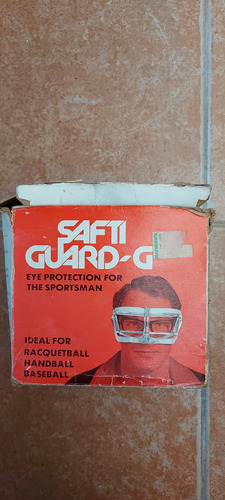 SAFTI
GUARD-G
EYE PROTECTION FOR
THE SPORTSMAN
IDEAL FOR
RACQUETBALL
HANDBALL
BASEBALL